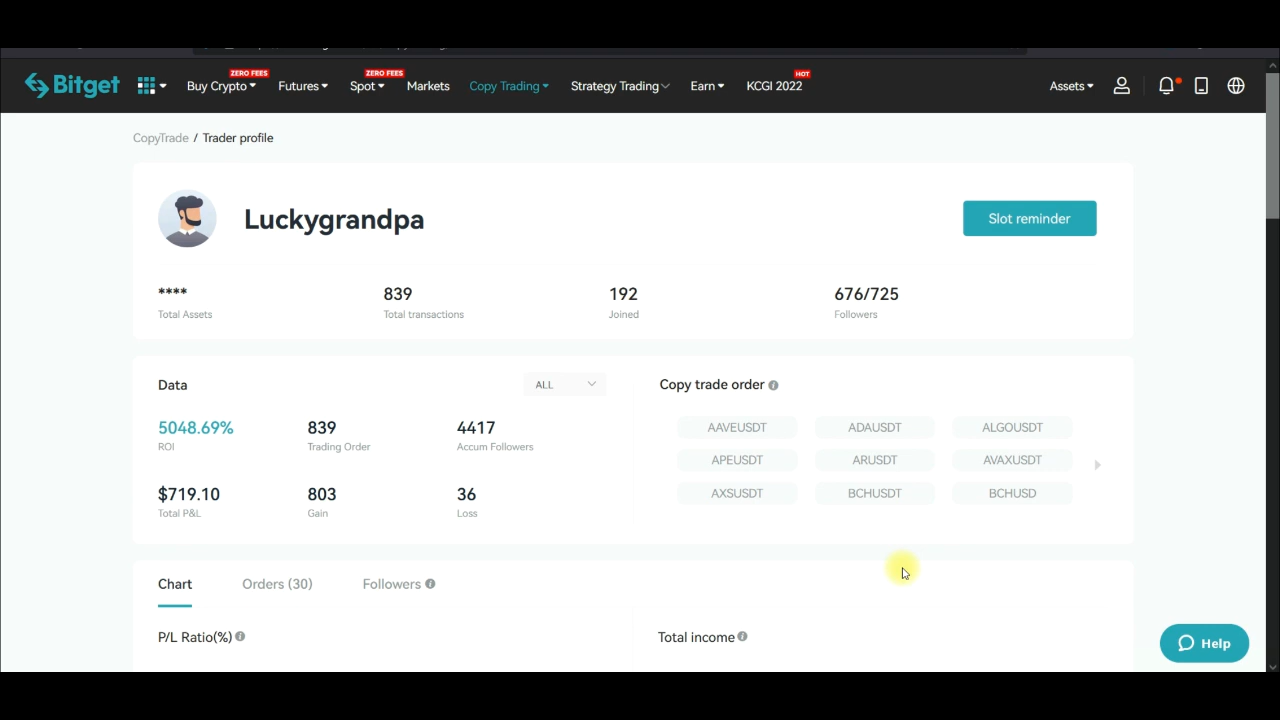 Bitget
ZERO FEES ZERO FEES HOT
Buy Crypto Futures Spot Markets Copy Trading Strategy Trading Earn KCGI 2022 Assets
CopyTrade / Trader profile
Luckygrandpa
Slot reminder
**** 839 192 676/725
Total Assets Total transactions Joined Followers
Data ALL Copy trade order
5048.69% 839 4417 AAVEUSDT ADAUSDT ALGOUSDT
ROI Trading Order Accum Followers
APEUSDT ARUSDT AVAXUSDT
$719.10 803 36 AXSUSDT BCHUSDT BCHUSD
Total P&L Gain Loss
Chart Orders (30) Followers
P/L Ratio(%) Total income
Help